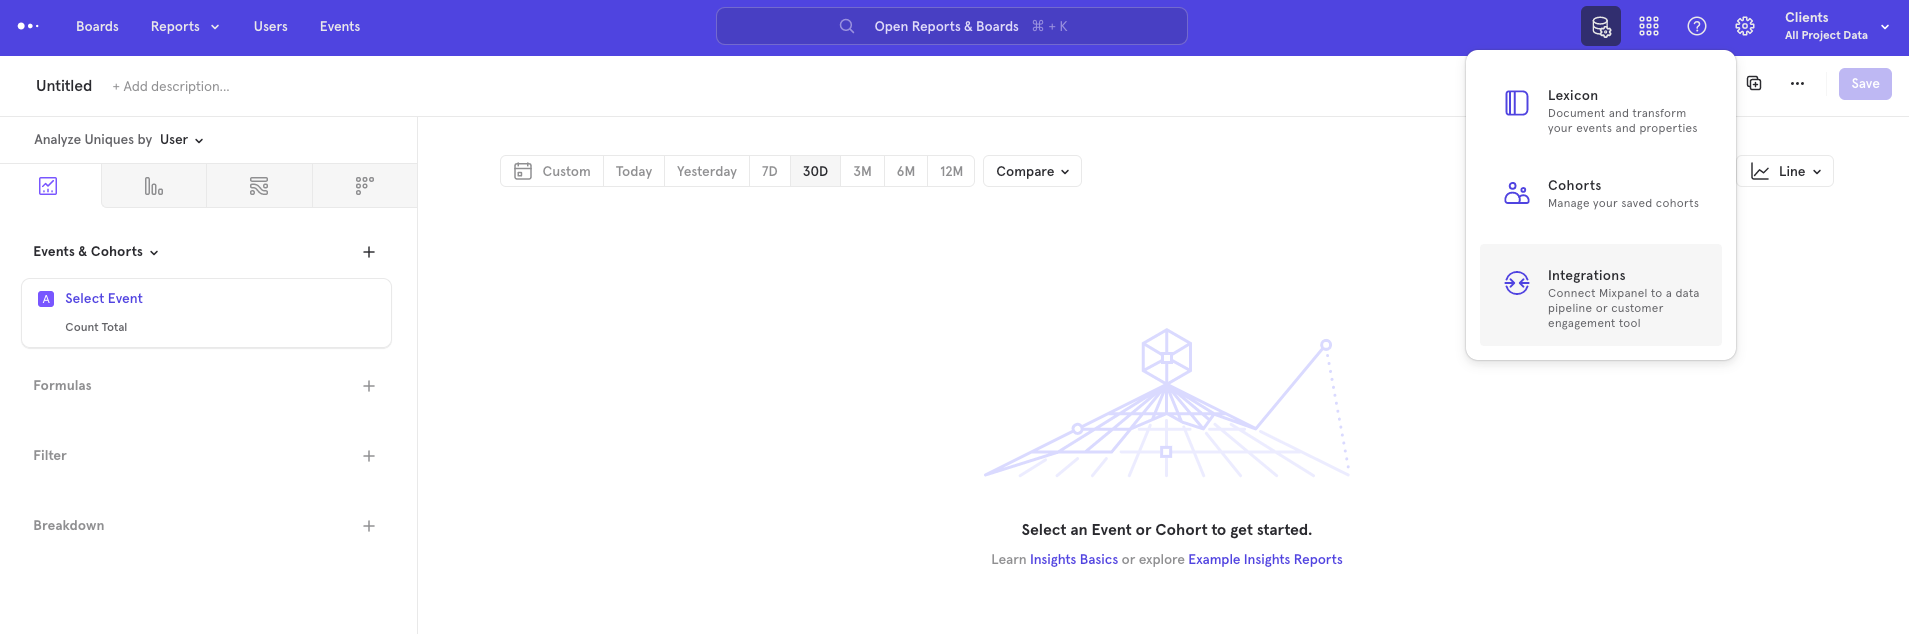 Boards
Reports
Users
Events
Open Reports & Boards ⌘ + K
Clients
All Project Data
Untitled
+ Add description...
Save
Lexicon
Document and transform
your events and properties
Cohorts
Manage your saved cohorts
Integrations
Connect Mixpanel to a data
pipeline or customer
engagement tool
Analyze Uniques by User
Custom
Today
Yesterday
7D
30D
3M
6M
12M
Compare
Line
Events & Cohorts
A Select Event
Count Total
Formulas
Filter
Breakdown
Select an Event or Cohort to get started.
Learn Insights Basics or explore Example Insights Reports